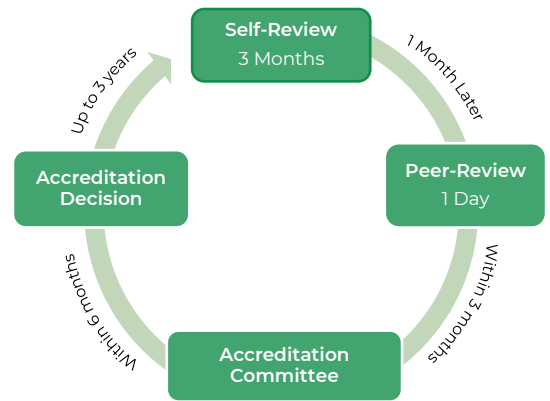 Self-Review
3 Months
1 Month Later
Peer-Review
1 Day
Within 3 months
Accreditation
Committee
Within 6 months
Accreditation
Decision
Up to 3 years